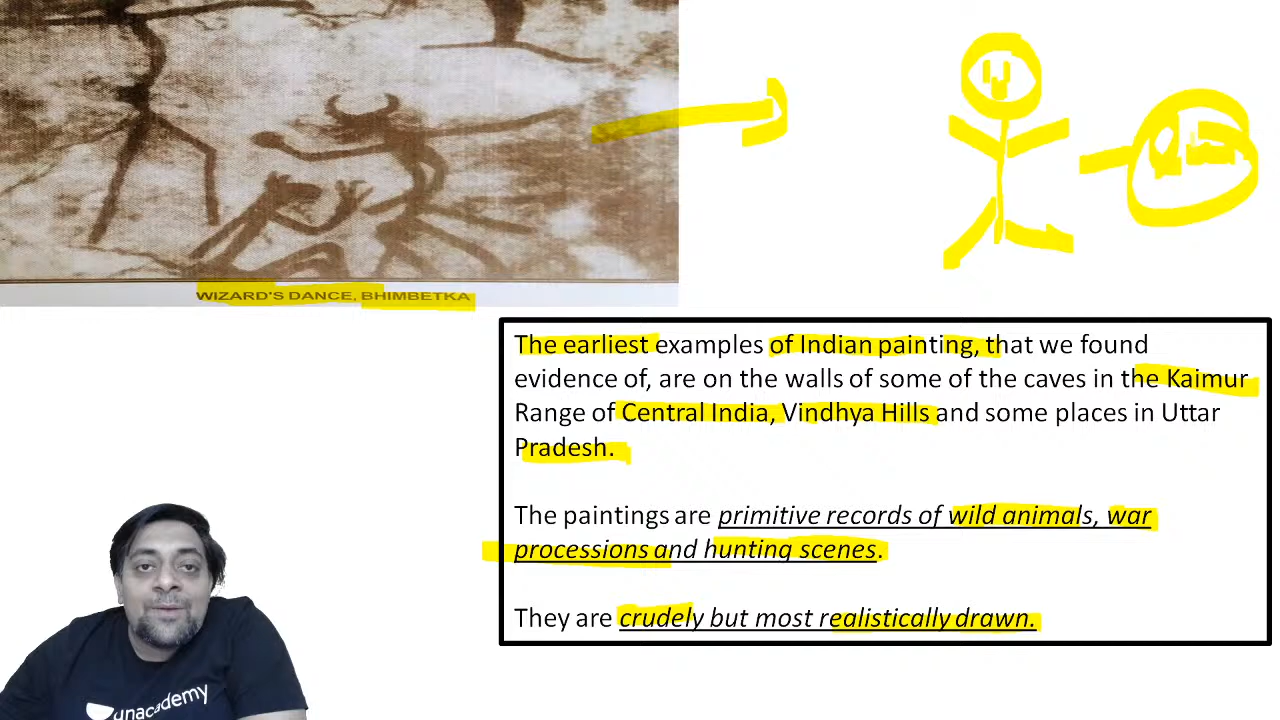 WIZARD'S DANCE, BHIMBETKA
The earliest examples of Indian painting, that we found
evidence of, are on the walls of some of the caves in the Kaimur
Range of Central India, Vindhya Hills and some places in Uttar
Pradesh.
The paintings are primitive records of wild animals, war
processions and hunting scenes.
They are crudely but most realistically drawn.
unacademy